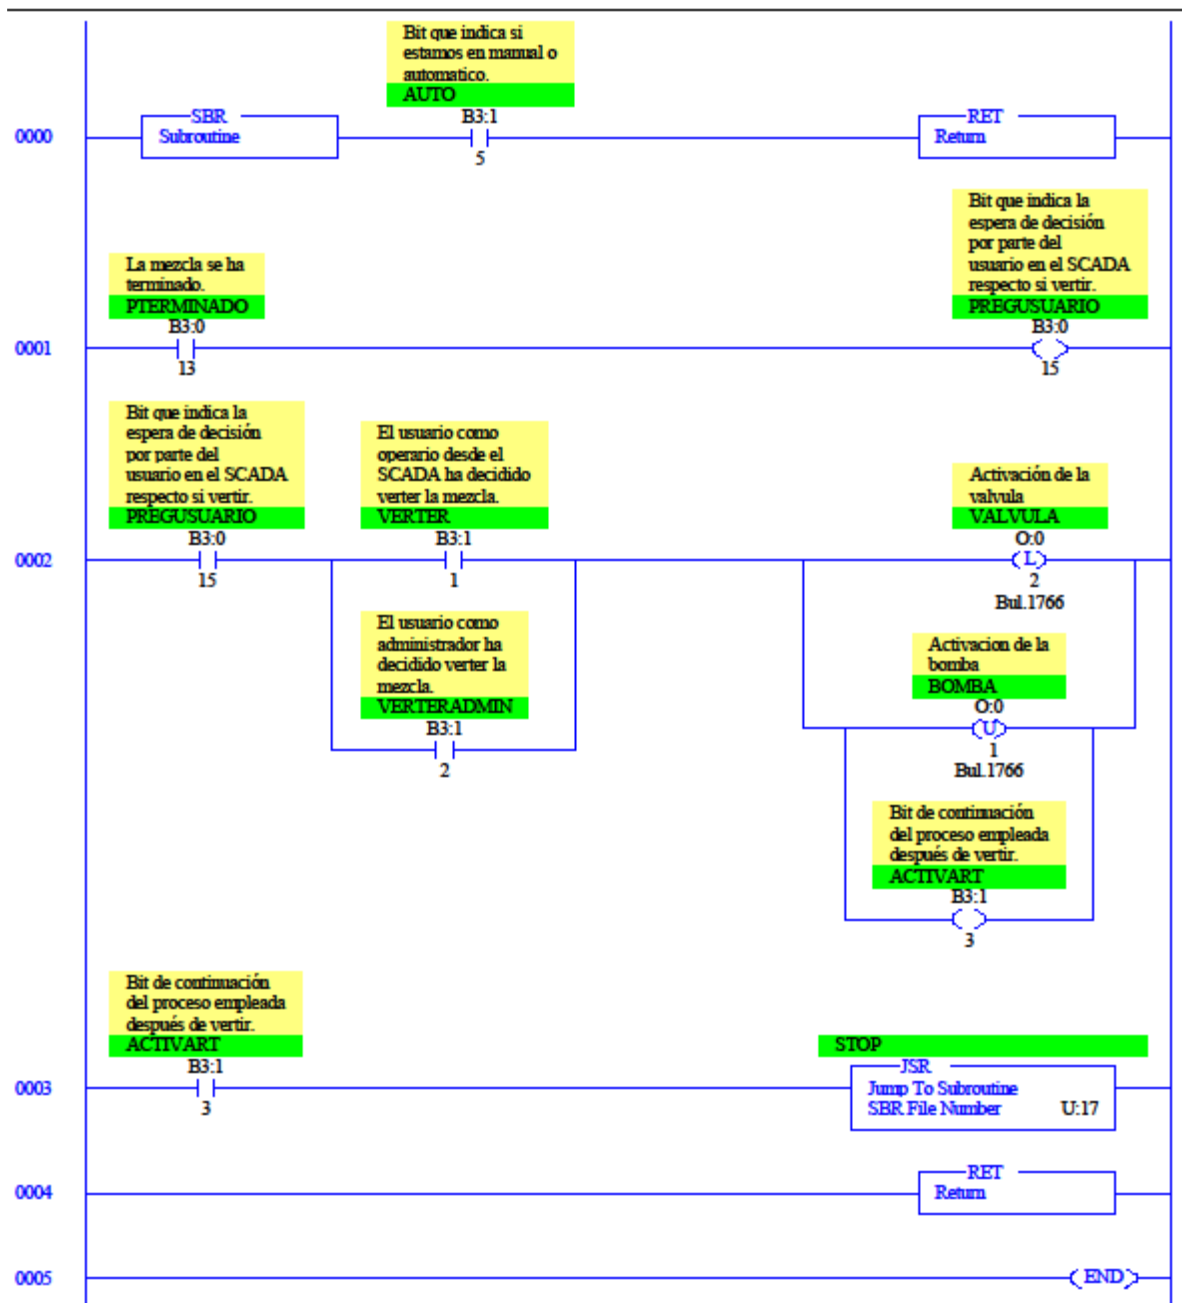 Bit que indica si
estamos en manual o
automatico.
AUTO
B3:1
5
0000
SBR
Subroutine
RET
Return
Bit que indica la
espera de decisión
por parte del
usuario en el SCADA
respecto si vertir.
PREGUSUARIO
B3:0
15
La mezcla se ha
terminado.
PTERMINADO
B3:0
13
0001
Bit que indica la
espera de decisión
por parte del
usuario en el SCADA
respecto si vertir.
PREGUSUARIO
B3:0
15
El usuario como
operario desde el
SCADA ha decidido
verter la mezcla.
VERTER
B3:1
1
Activación de la
valvula
VALVULA
O:0
L
2
Bul.1766
0002
El usuario como
administrador ha
decidido verter la
mezcla.
VERTERADMIN
B3:1
2
Activacion de la
bomba
BOMBA
O:0
U
1
Bul.1766
Bit de continuación
del proceso empleada
después de vertir.
ACTIVART
B3:1
3
Bit de continuación
del proceso empleada
después de vertir.
ACTIVART
B3:1
3
0003
STOP
JSR
Jump To Subroutine
SBR File Number U:17
0004
RET
Return
0005
END